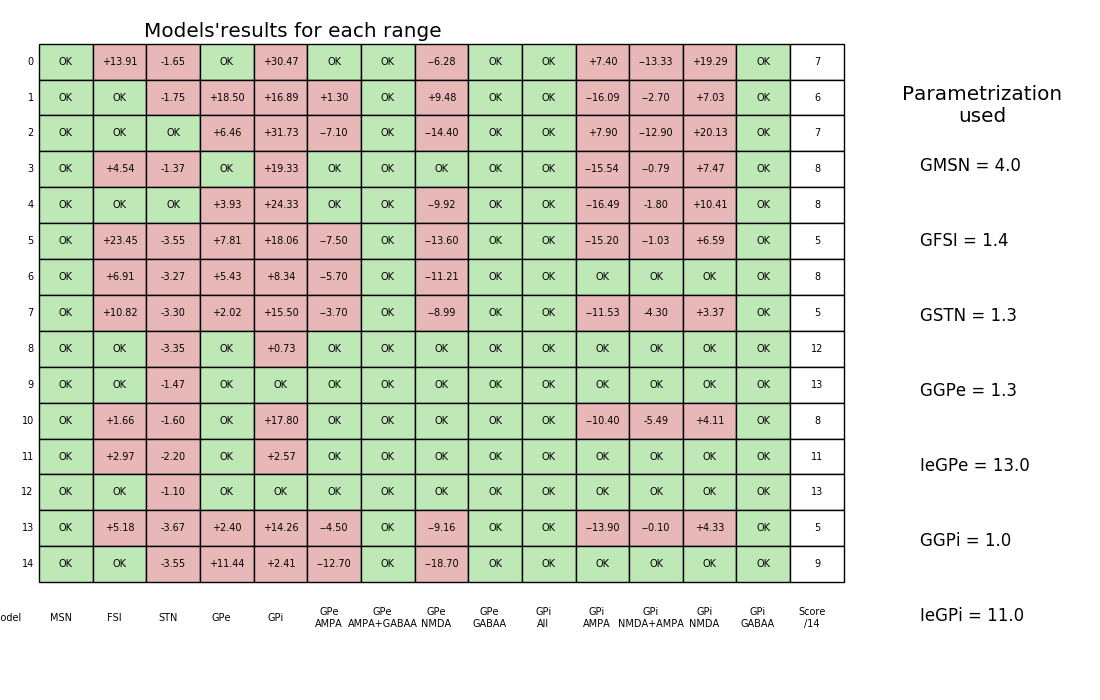 Models'results for each range
0 OK +13.91 -1.65 OK +30.47 OK OK −6.28 OK OK +7.40 −13.33 +19.29 OK 7
1 OK OK -1.75 +18.50 +16.89 +1.30 OK +9.48 OK OK −16.09 −2.70 +7.03 OK 6
2 OK OK OK +6.46 +31.73 −7.10 OK −14.40 OK OK +7.90 −12.90 +20.13 OK 7
3 OK +4.54 -1.37 OK +19.33 OK OK OK OK OK −15.54 −0.79 +7.47 OK 8
4 OK OK OK +3.93 +24.33 OK OK −9.92 OK OK −16.49 -1.80 +10.41 OK 8
5 OK +23.45 -3.55 +7.81 +18.06 −7.50 OK −13.60 OK OK −15.20 −1.03 +6.59 OK 5
6 OK +6.91 -3.27 +5.43 +8.34 −5.70 OK −11.21 OK OK OK OK OK OK 8
7 OK +10.82 -3.30 +2.02 +15.50 −3.70 OK −8.99 OK OK −11.53 -4.30 +3.37 OK 5
8 OK OK -3.35 OK +0.73 OK OK OK OK OK OK OK OK OK 12
9 OK OK -1.47 OK OK OK OK OK OK OK OK OK OK OK 13
10 OK +1.66 -1.60 OK +17.80 OK OK OK OK OK −10.40 -5.49 +4.11 OK 8
11 OK +2.97 -2.20 OK +2.57 OK OK OK OK OK OK OK OK OK 11
12 OK OK -1.10 OK OK OK OK OK OK OK OK OK OK OK 13
13 OK +5.18 -3.67 +2.40 +14.26 −4.50 OK −9.16 OK OK −13.90 −0.10 +4.33 OK 5
14 OK OK -3.55 +11.44 +2.41 −12.70 OK −18.70 OK OK OK OK OK OK 9
odel MSN FSI STN GPe GPi GPe AMPA GPe AMPA+GABAA GPe NMDA GPe GABAA GPi All GPi AMPA GPi NMDA+AMPA GPi NMDA GPi GABAA Score /14
Parametrization
used
GMSN = 4.0
GFSI = 1.4
GSTN = 1.3
GGPe = 1.3
IeGPe = 13.0
GGPi = 1.0
IeGPi = 11.0